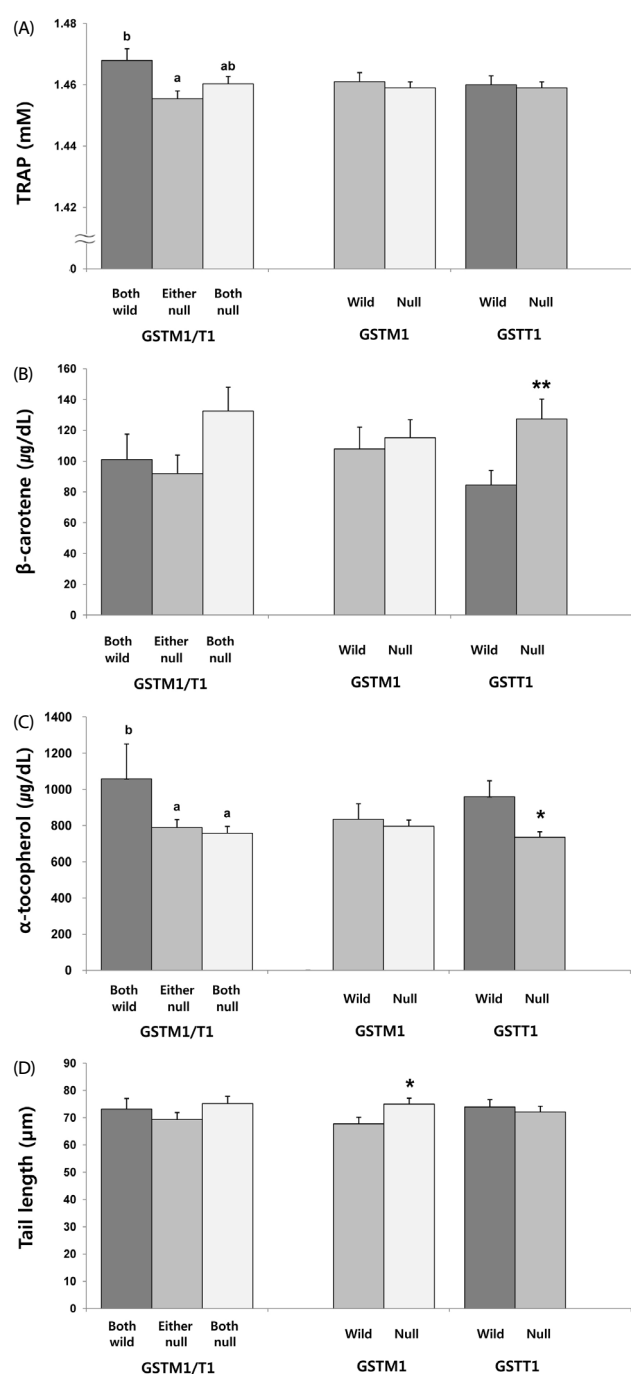 (A)
TRAP (mM)
1.48
1.46
1.44
1.42
0
b
a
ab
Both wild
Either null
Both null
Wild
Null
Wild
Null
GSTM1/T1
GSTM1
GSTT1
(B)
β-carotene (µg/dL)
160
140
120
100
80
60
40
20
0
**
Both wild
Either null
Both null
Wild
Null
Wild
Null
GSTM1/T1
GSTM1
GSTT1
(C)
α-tocopherol (µg/dL)
1400
1200
1000
800
600
400
200
0
b
a
a
*
Both wild
Either null
Both null
Wild
Null
Wild
Null
GSTM1/T1
GSTM1
GSTT1
(D)
Tail length (µm)
90
80
70
60
50
40
30
20
10
0
*
Both wild
Either null
Both null
Wild
Null
Wild
Null
GSTM1/T1
GSTM1
GSTT1